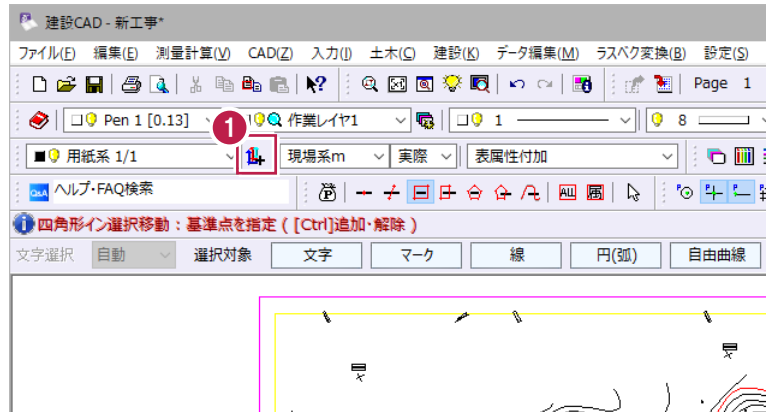 建設CAD - 新工事*
ファイル(F) 編集(E) 測量計算(V) CAD(Z) 入力(I) 土木(C) 建設(K) データ編集(M) ラスベク変換(B) 設定(S)
Page 1
Pen 1 [0.13] 作業レイヤ1 1 8
1
用紙系 1/1 現場系m 実際 表属性付加
Q&A ヘルプ・FAQ検索 ALL
四角形イン選択移動：基準点を指定 ( [Ctrl]追加・解除 )
文字選択 自動 選択対象 文字 マーク 線 円(弧) 自由曲線